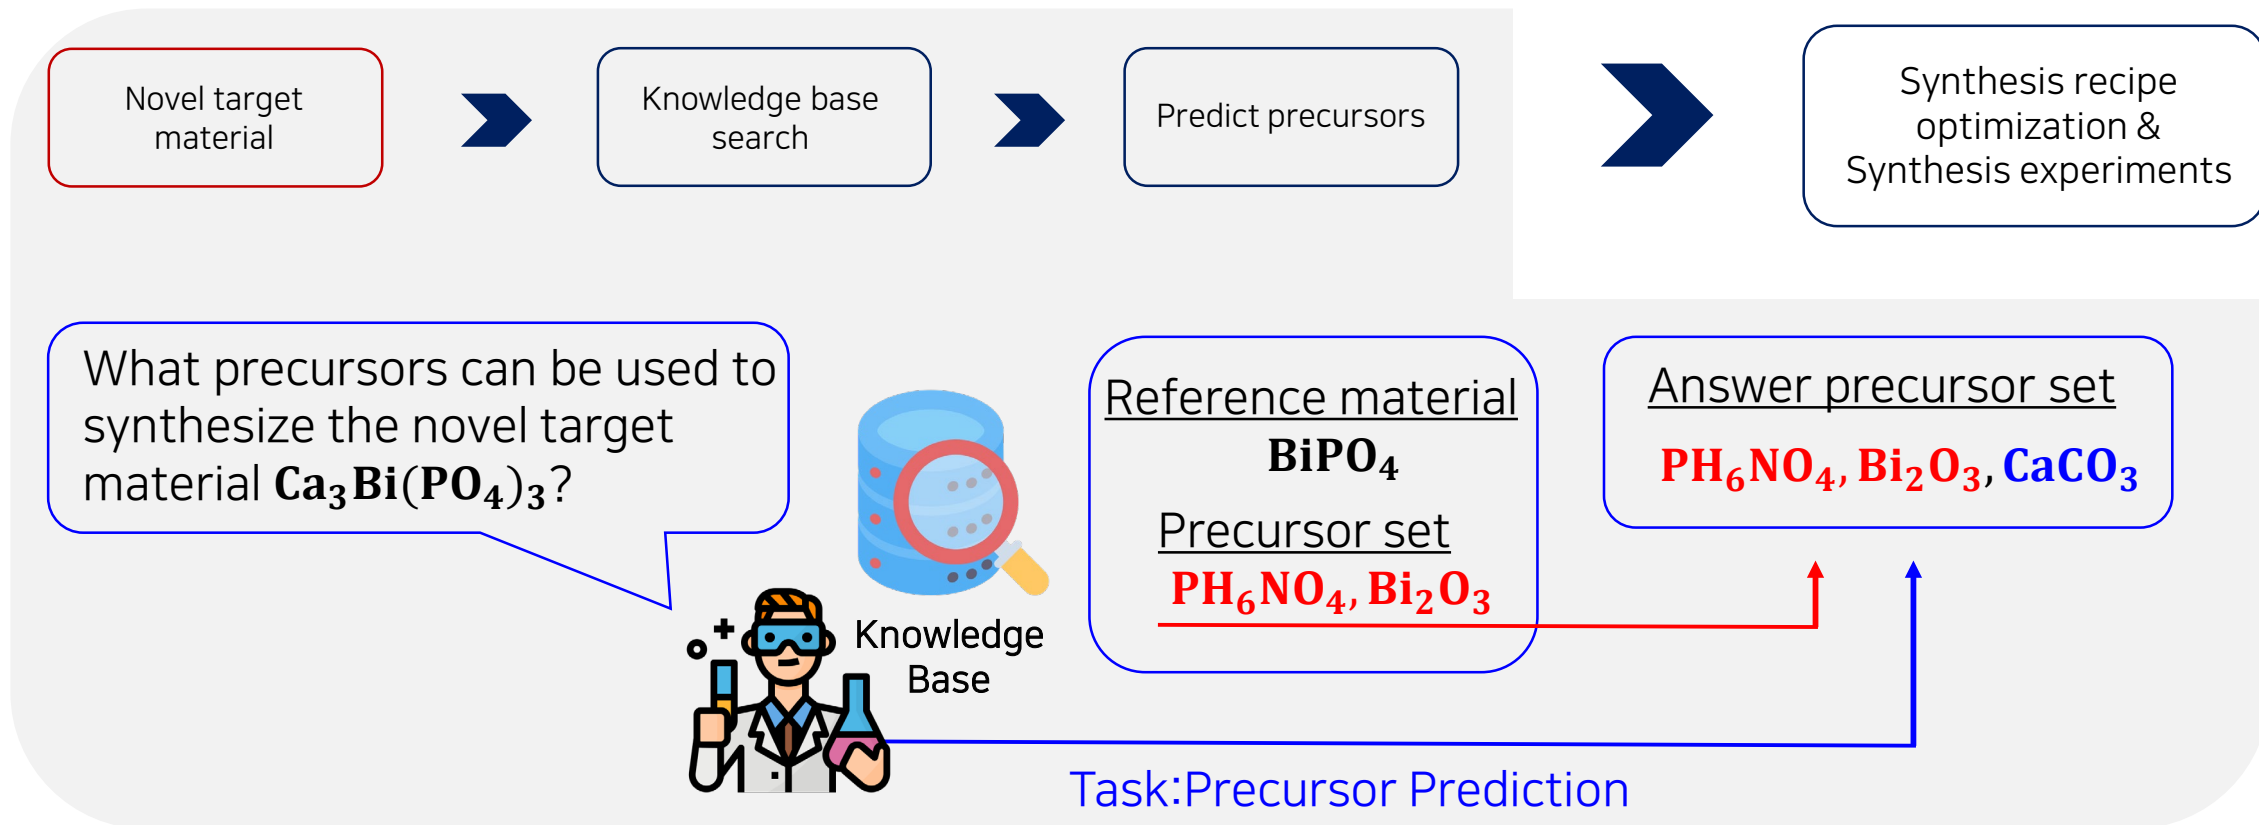 Novel target
material
Knowledge base
search
Predict precursors
Synthesis recipe
optimization &
Synthesis experiments
What precursors can be used to
synthesize the novel target
material Ca₃Bi(PO₄)₃?
Knowledge
Base
Reference material
BiPO₄
Precursor set
PH₆NO₄, Bi₂O₃
Answer precursor set
PH₆NO₄, Bi₂O₃, CaCO₃
Task:Precursor Prediction